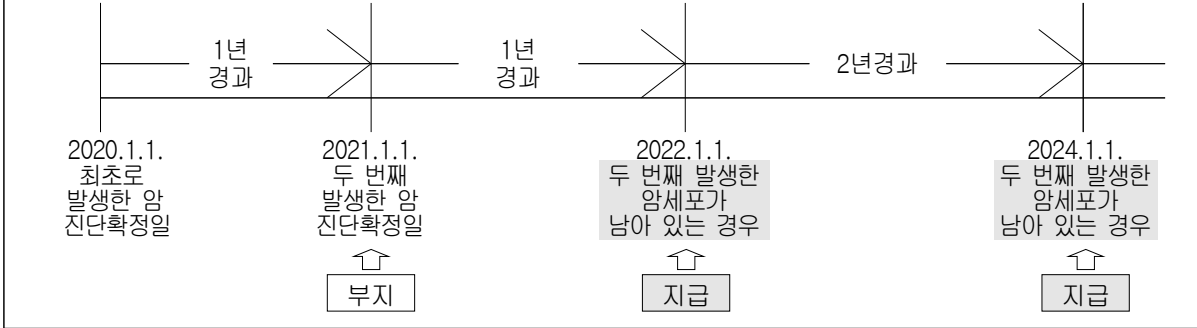 1년
경과
1년
경과
2년경과
2020.1.1.
최초로
발생한 암
진단확정일
2021.1.1.
두 번째
발생한 암
진단확정일
2022.1.1.
두 번째 발생한
암세포가
남아 있는 경우
2024.1.1.
두 번째 발생한
암세포가
남아 있는 경우
부지
지급
지급